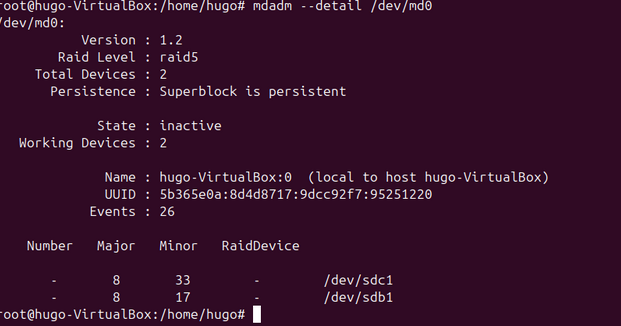 root@hugo-VirtualBox:/home/hugo# mdadm --detail /dev/md0
/dev/md0:
Version : 1.2
Raid Level : raid5
Total Devices : 2
Persistence : Superblock is persistent
State : inactive
Working Devices : 2
Name : hugo-VirtualBox:0  (local to host hugo-VirtualBox)
UUID : 5b365e0a:8d4d8717:9dcc92f7:95251220
Events : 26
Number   Major   Minor   RaidDevice
-       8       33        -        /dev/sdc1
-       8       17        -        /dev/sdb1
root@hugo-VirtualBox:/home/hugo#